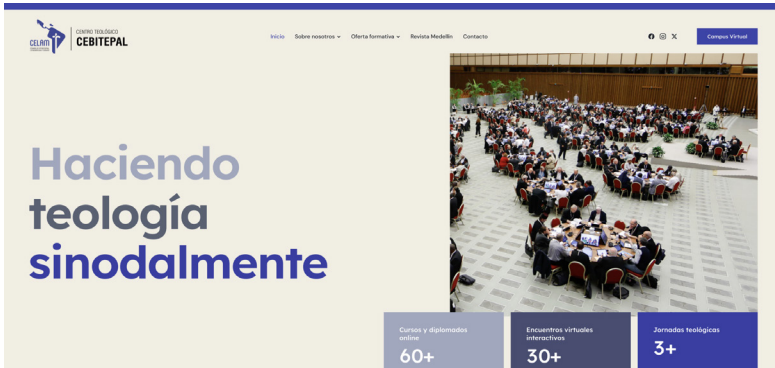 CELAM
CENTRO TEOLÓGICO
CEBITEPAL
Inicio
Sobre nosotros
Oferta formativa
Revista Medellín
Contacto
Campus Virtual
Haciendo
teología
sinodalmente
Cursos y diplomados
online
60+
Encuentros virtuales
interactivos
30+
Jornadas teológicas
3+